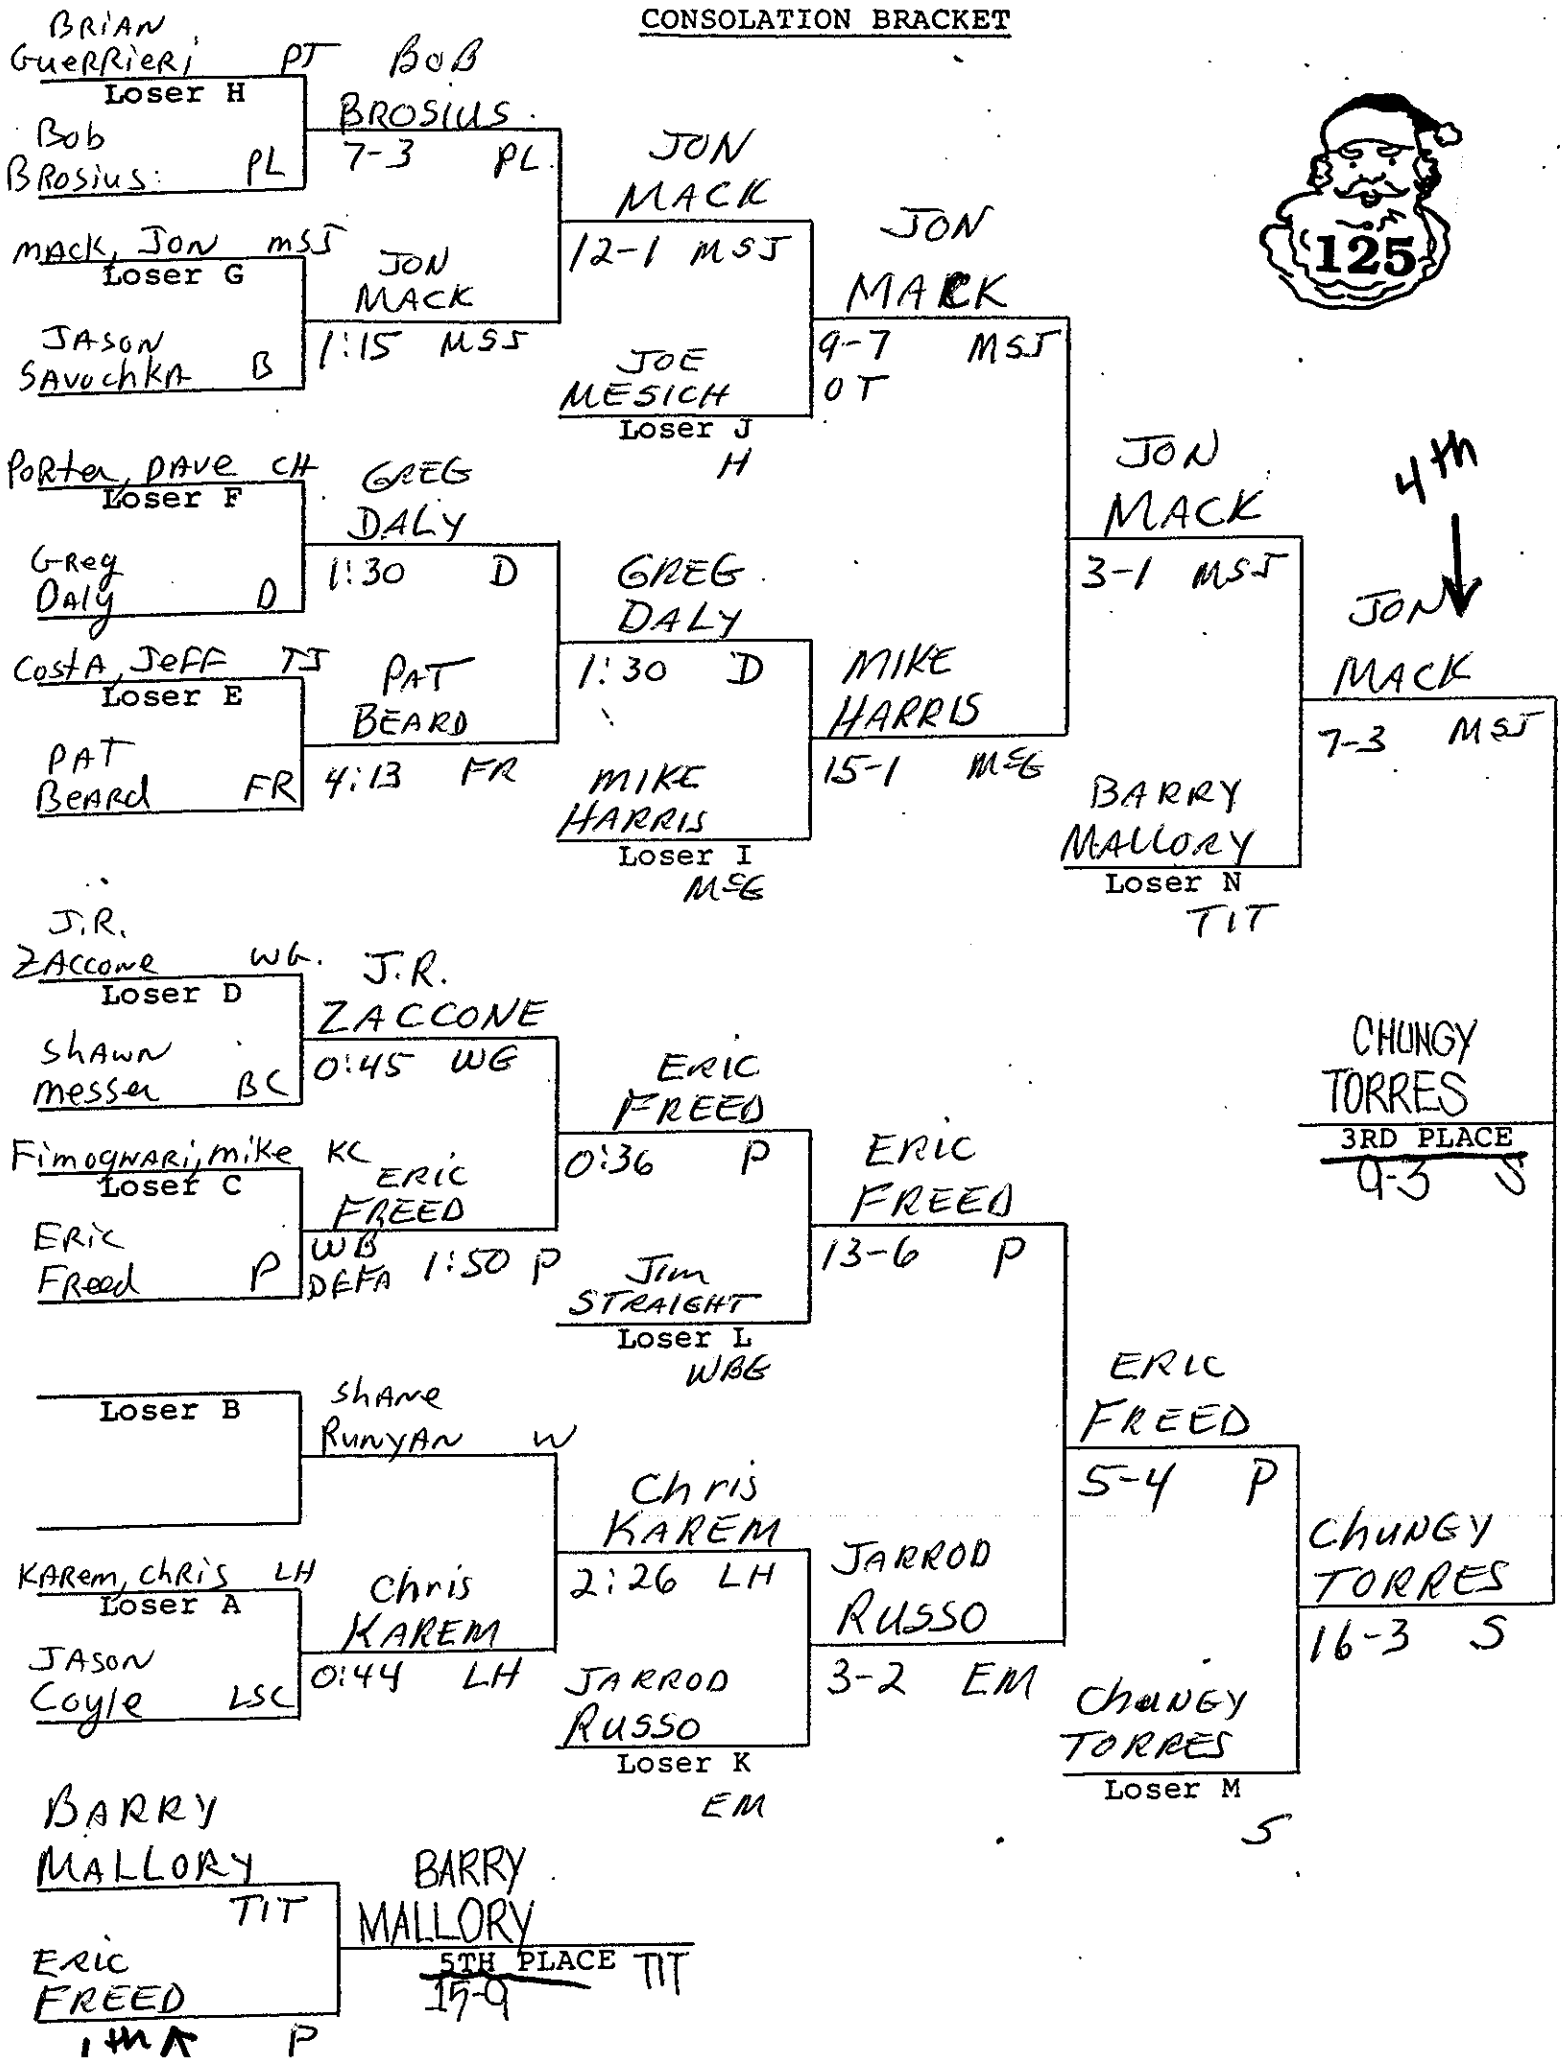 CONSOLATION BRACKET
125
BRIAN
GUERRIERI PT
Loser H
Bob
BROSIUS PL
BOB
BROSIUS
7-3 PL
MACK, JON MSJ
Loser G
JASON
SAVOCHKA B
JON
MACK
1:15 MSJ
JON
MACK
12-1 MSJ
JOE
MESICH
Loser J
H
JON
MACK
9-7 MSJ
OT
PORTER, DAVE CH
Loser F
GREG
DALY D
GREG
DALY
1:30 D
COSTA, JEFF TJ
Loser E
PAT
BEARD FR
PAT
BEARD
4:13 FR
GREG
DALY
1:30 D
MIKE
HARRIS
Loser I
McG
MIKE
HARRIS
15-1 McG
JON
MACK
3-1 MSJ
BARRY
MALLORY
Loser N
TIT
4th
JON
MACK
7-3 MSJ
J.R.
ZACCONE WG.
Loser D
SHAWN
Messer BC
J.R.
ZACCONE
0:45 WG
Fimognari, mike KC
Loser C
ERIC
FREED P
ERIC
FREED
WB
DEFA 1:50 P
ERIC
FREED
0:36 P
Jim
STRAIGHT
Loser L
WBG
ERIC
FREED
13-6 P
Loser B
SHANE
RUNYAN W
KAREM, CHRIS LH
Loser A
JASON
Coyle LSC
Chris
KAREM
0:44 LH
Chris
KAREM
2:26 LH
JARROD
RUSSO
Loser K
EM
JARROD
RUSSO
3-2 EM
ERIC
FREED
5-4 P
CHUNGY
TORRES
Loser M
S
CHUNGY
TORRES
16-3 S
CHUNGY
TORRES
3RD PLACE
9-3 S
BARRY
MALLORY
TIT
ERIC
FREED
P
BARRY
MALLORY
5TH PLACE TIT
15-9